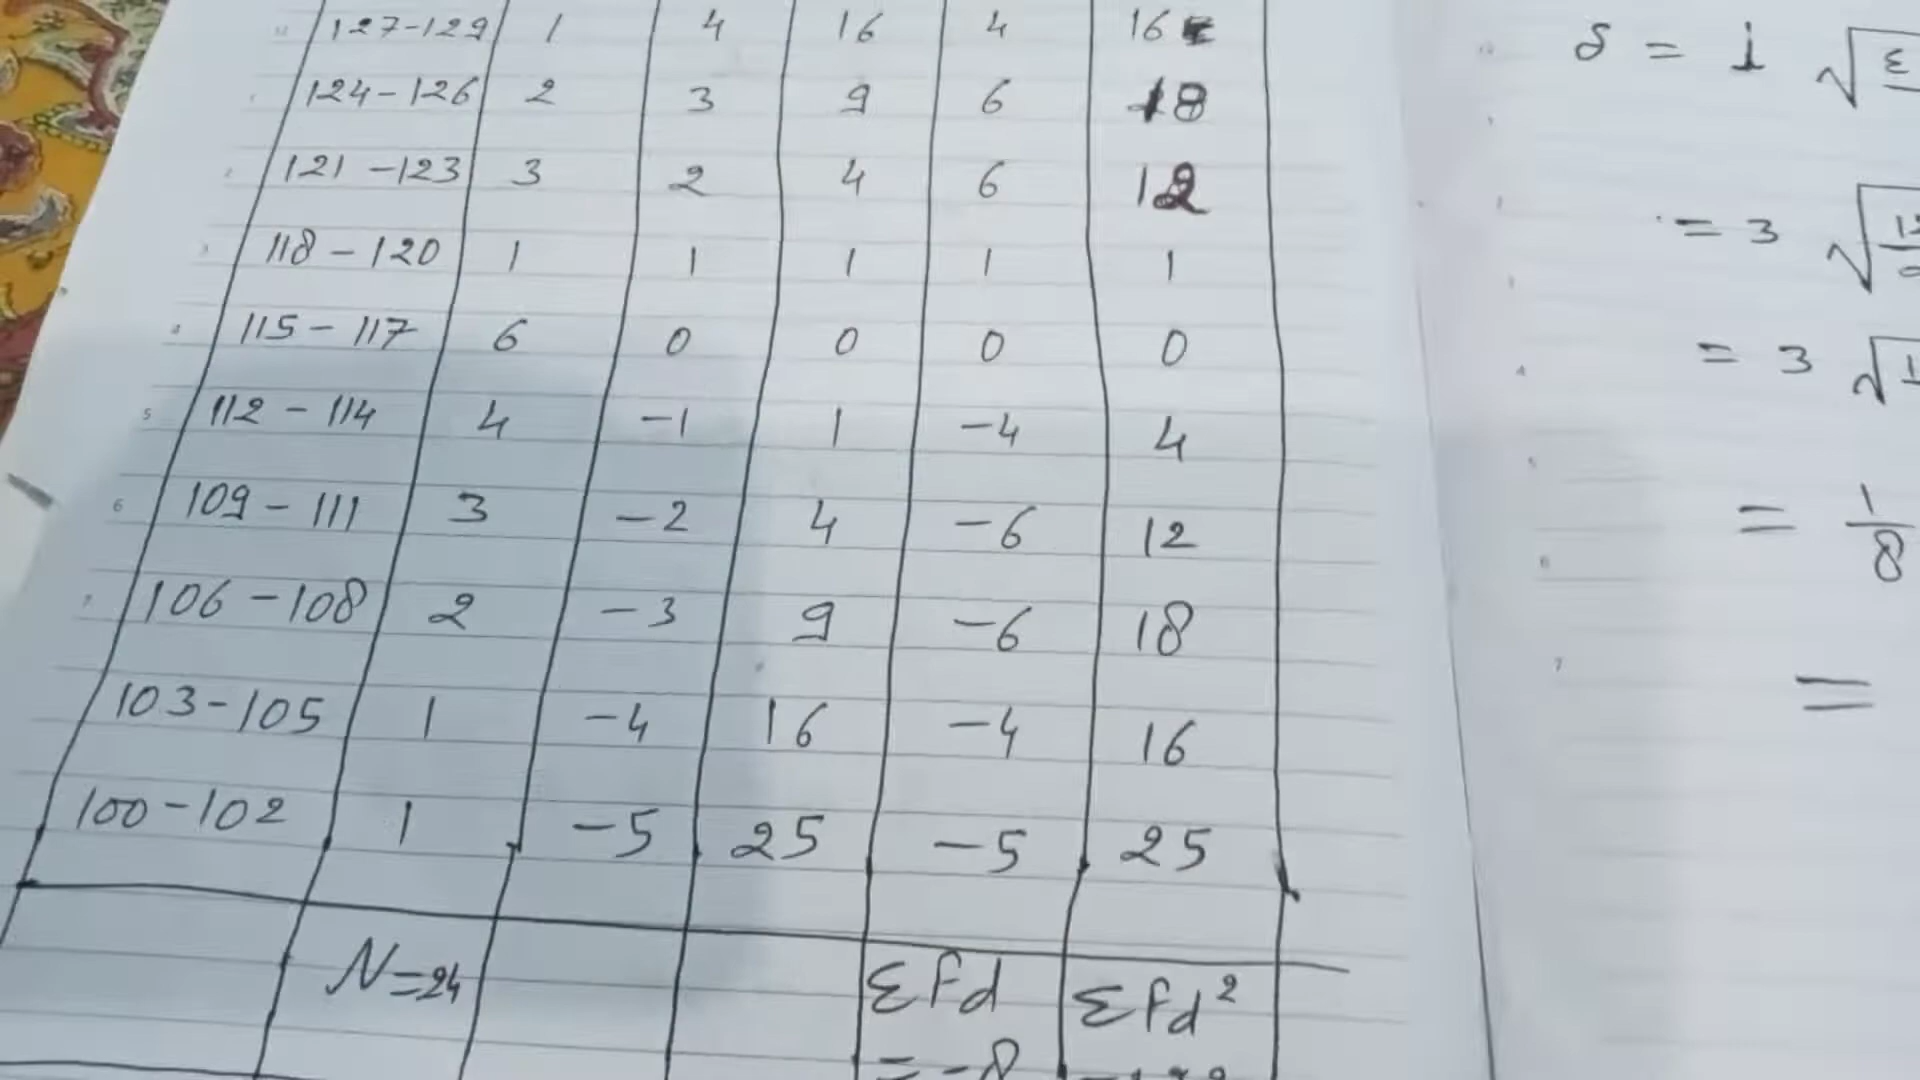 127-129 1 4 16 4 16
124-126 2 3 9 6 18
121-123 3 2 4 6 12
118-120 1 1 1 1 1
115-117 6 0 0 0 0
112-114 4 -1 1 -4 4
109-111 3 -2 4 -6 12
106-108 2 -3 9 -6 18
103-105 1 -4 16 -4 16
100-102 1 -5 25 -5 25
N=24 Σfd Σfd²
= -8
δ = i √Σ
= 3 √
= 3 √1
= 1/8
=